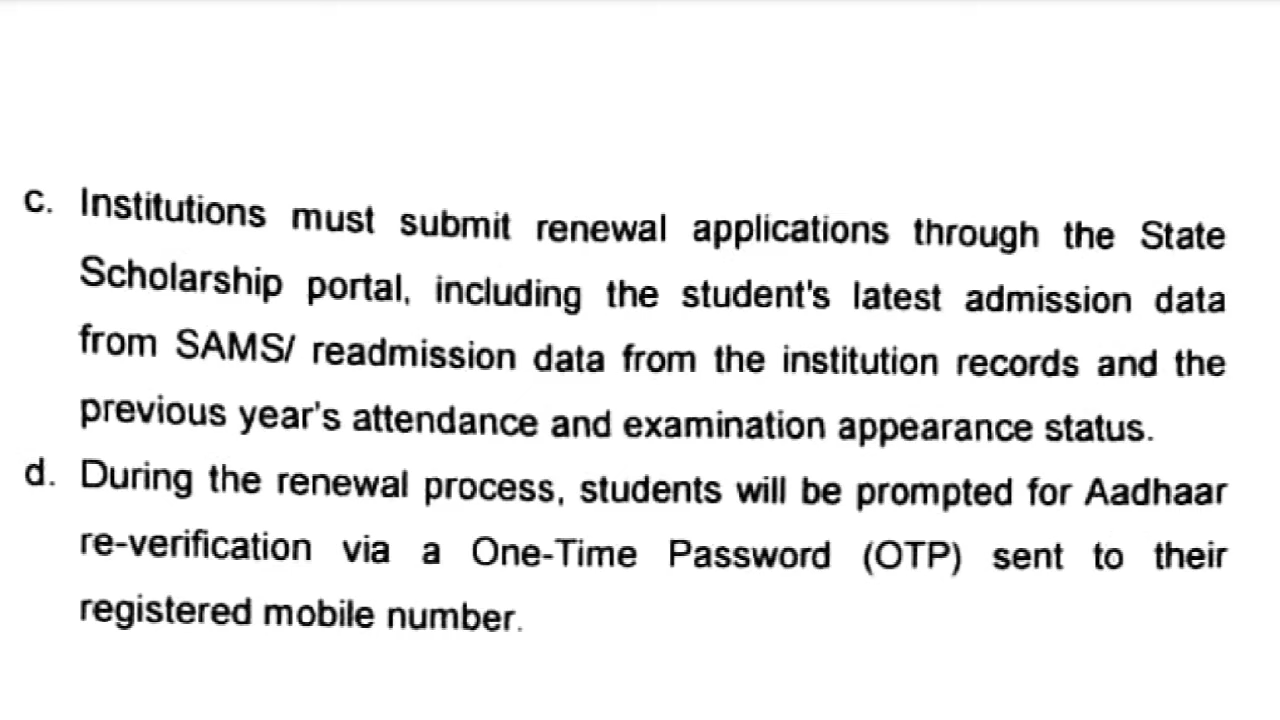 c. Institutions must submit renewal applications through the State
Scholarship portal, including the student's latest admission data
from SAMS/ readmission data from the institution records and the
previous year's attendance and examination appearance status.
d. During the renewal process, students will be prompted for Aadhaar
re-verification via a One-Time Password (OTP) sent to their
registered mobile number.